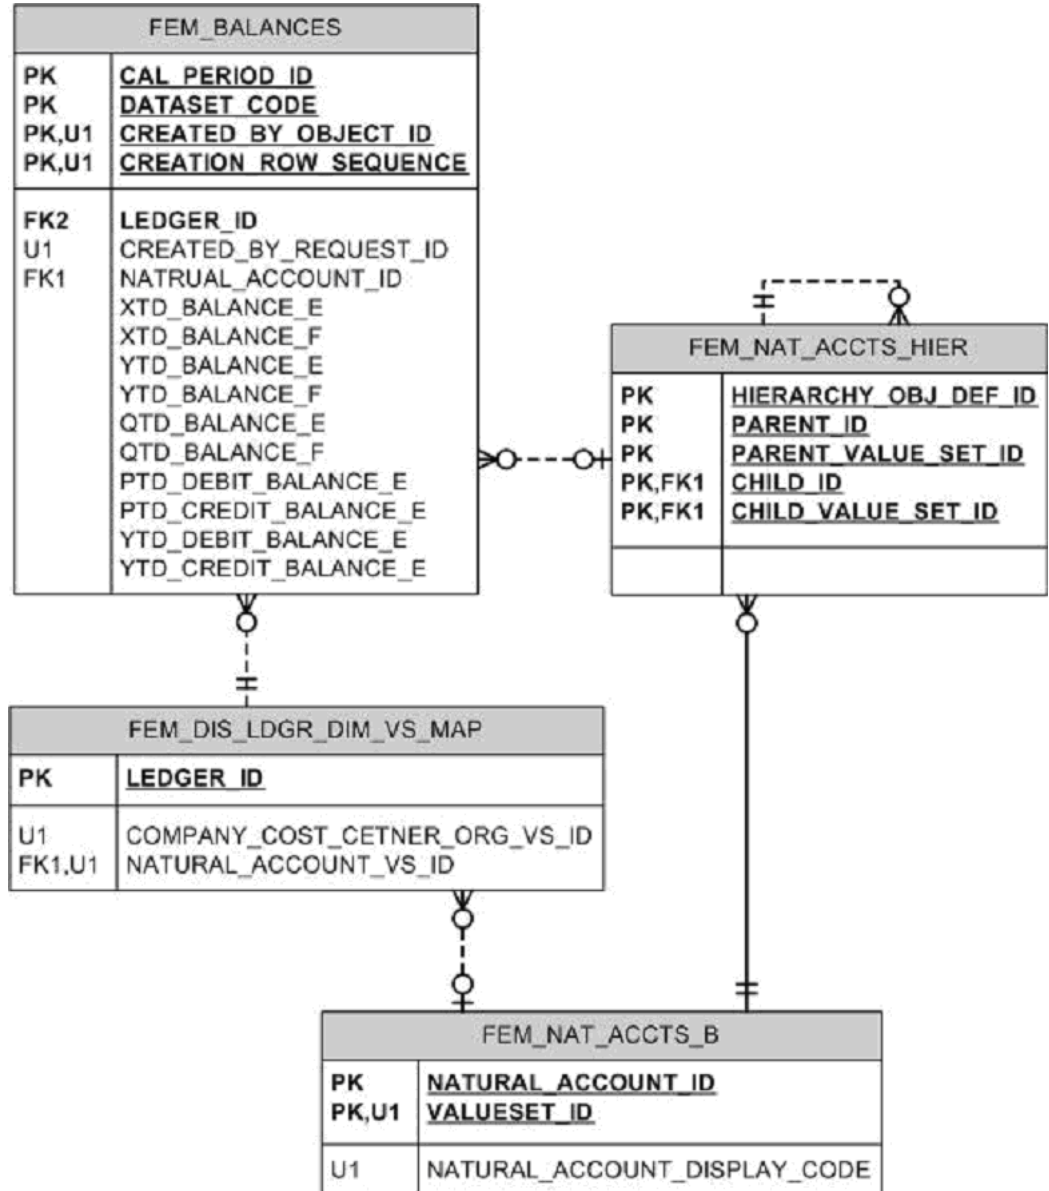 FEM_BALANCES
PK CAL_PERIOD_ID
PK DATASET_CODE
PK,U1 CREATED_BY_OBJECT_ID
PK,U1 CREATION_ROW_SEQUENCE
FK2 LEDGER_ID
U1 CREATED_BY_REQUEST_ID
FK1 NATRUAL_ACCOUNT_ID
XTD_BALANCE_E
XTD_BALANCE_F
YTD_BALANCE_E
YTD_BALANCE_F
QTD_BALANCE_E
QTD_BALANCE_F
PTD_DEBIT_BALANCE_E
PTD_CREDIT_BALANCE_E
YTD_DEBIT_BALANCE_E
YTD_CREDIT_BALANCE_E
FEM_NAT_ACCTS_HIER
PK HIERARCHY_OBJ_DEF_ID
PK PARENT_ID
PK PARENT_VALUE_SET_ID
PK,FK1 CHILD_ID
PK,FK1 CHILD_VALUE_SET_ID
FEM_DIS_LDGR_DIM_VS_MAP
PK LEDGER_ID
U1 COMPANY_COST_CETNER_ORG_VS_ID
FK1,U1 NATURAL_ACCOUNT_VS_ID
FEM_NAT_ACCTS_B
PK NATURAL_ACCOUNT_ID
PK,U1 VALUESET_ID
U1 NATURAL_ACCOUNT_DISPLAY_CODE